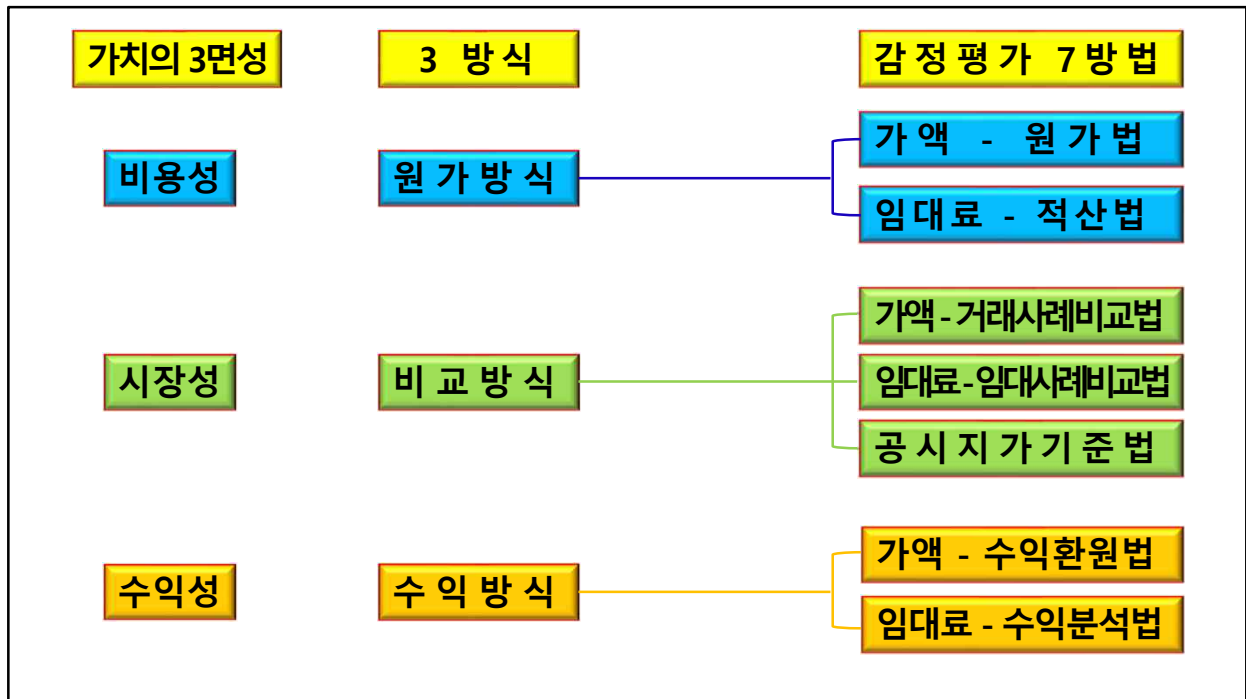 가치의 3면성
3 방식
감정평가 7방법
비용성
원가방식
가액 - 원가법
임대료 - 적산법
시장성
비교방식
가액 - 거래사례비교법
임대료 - 임대사례비교법
공시지가기준법
수익성
수익방식
가액 - 수익환원법
임대료 - 수익분석법